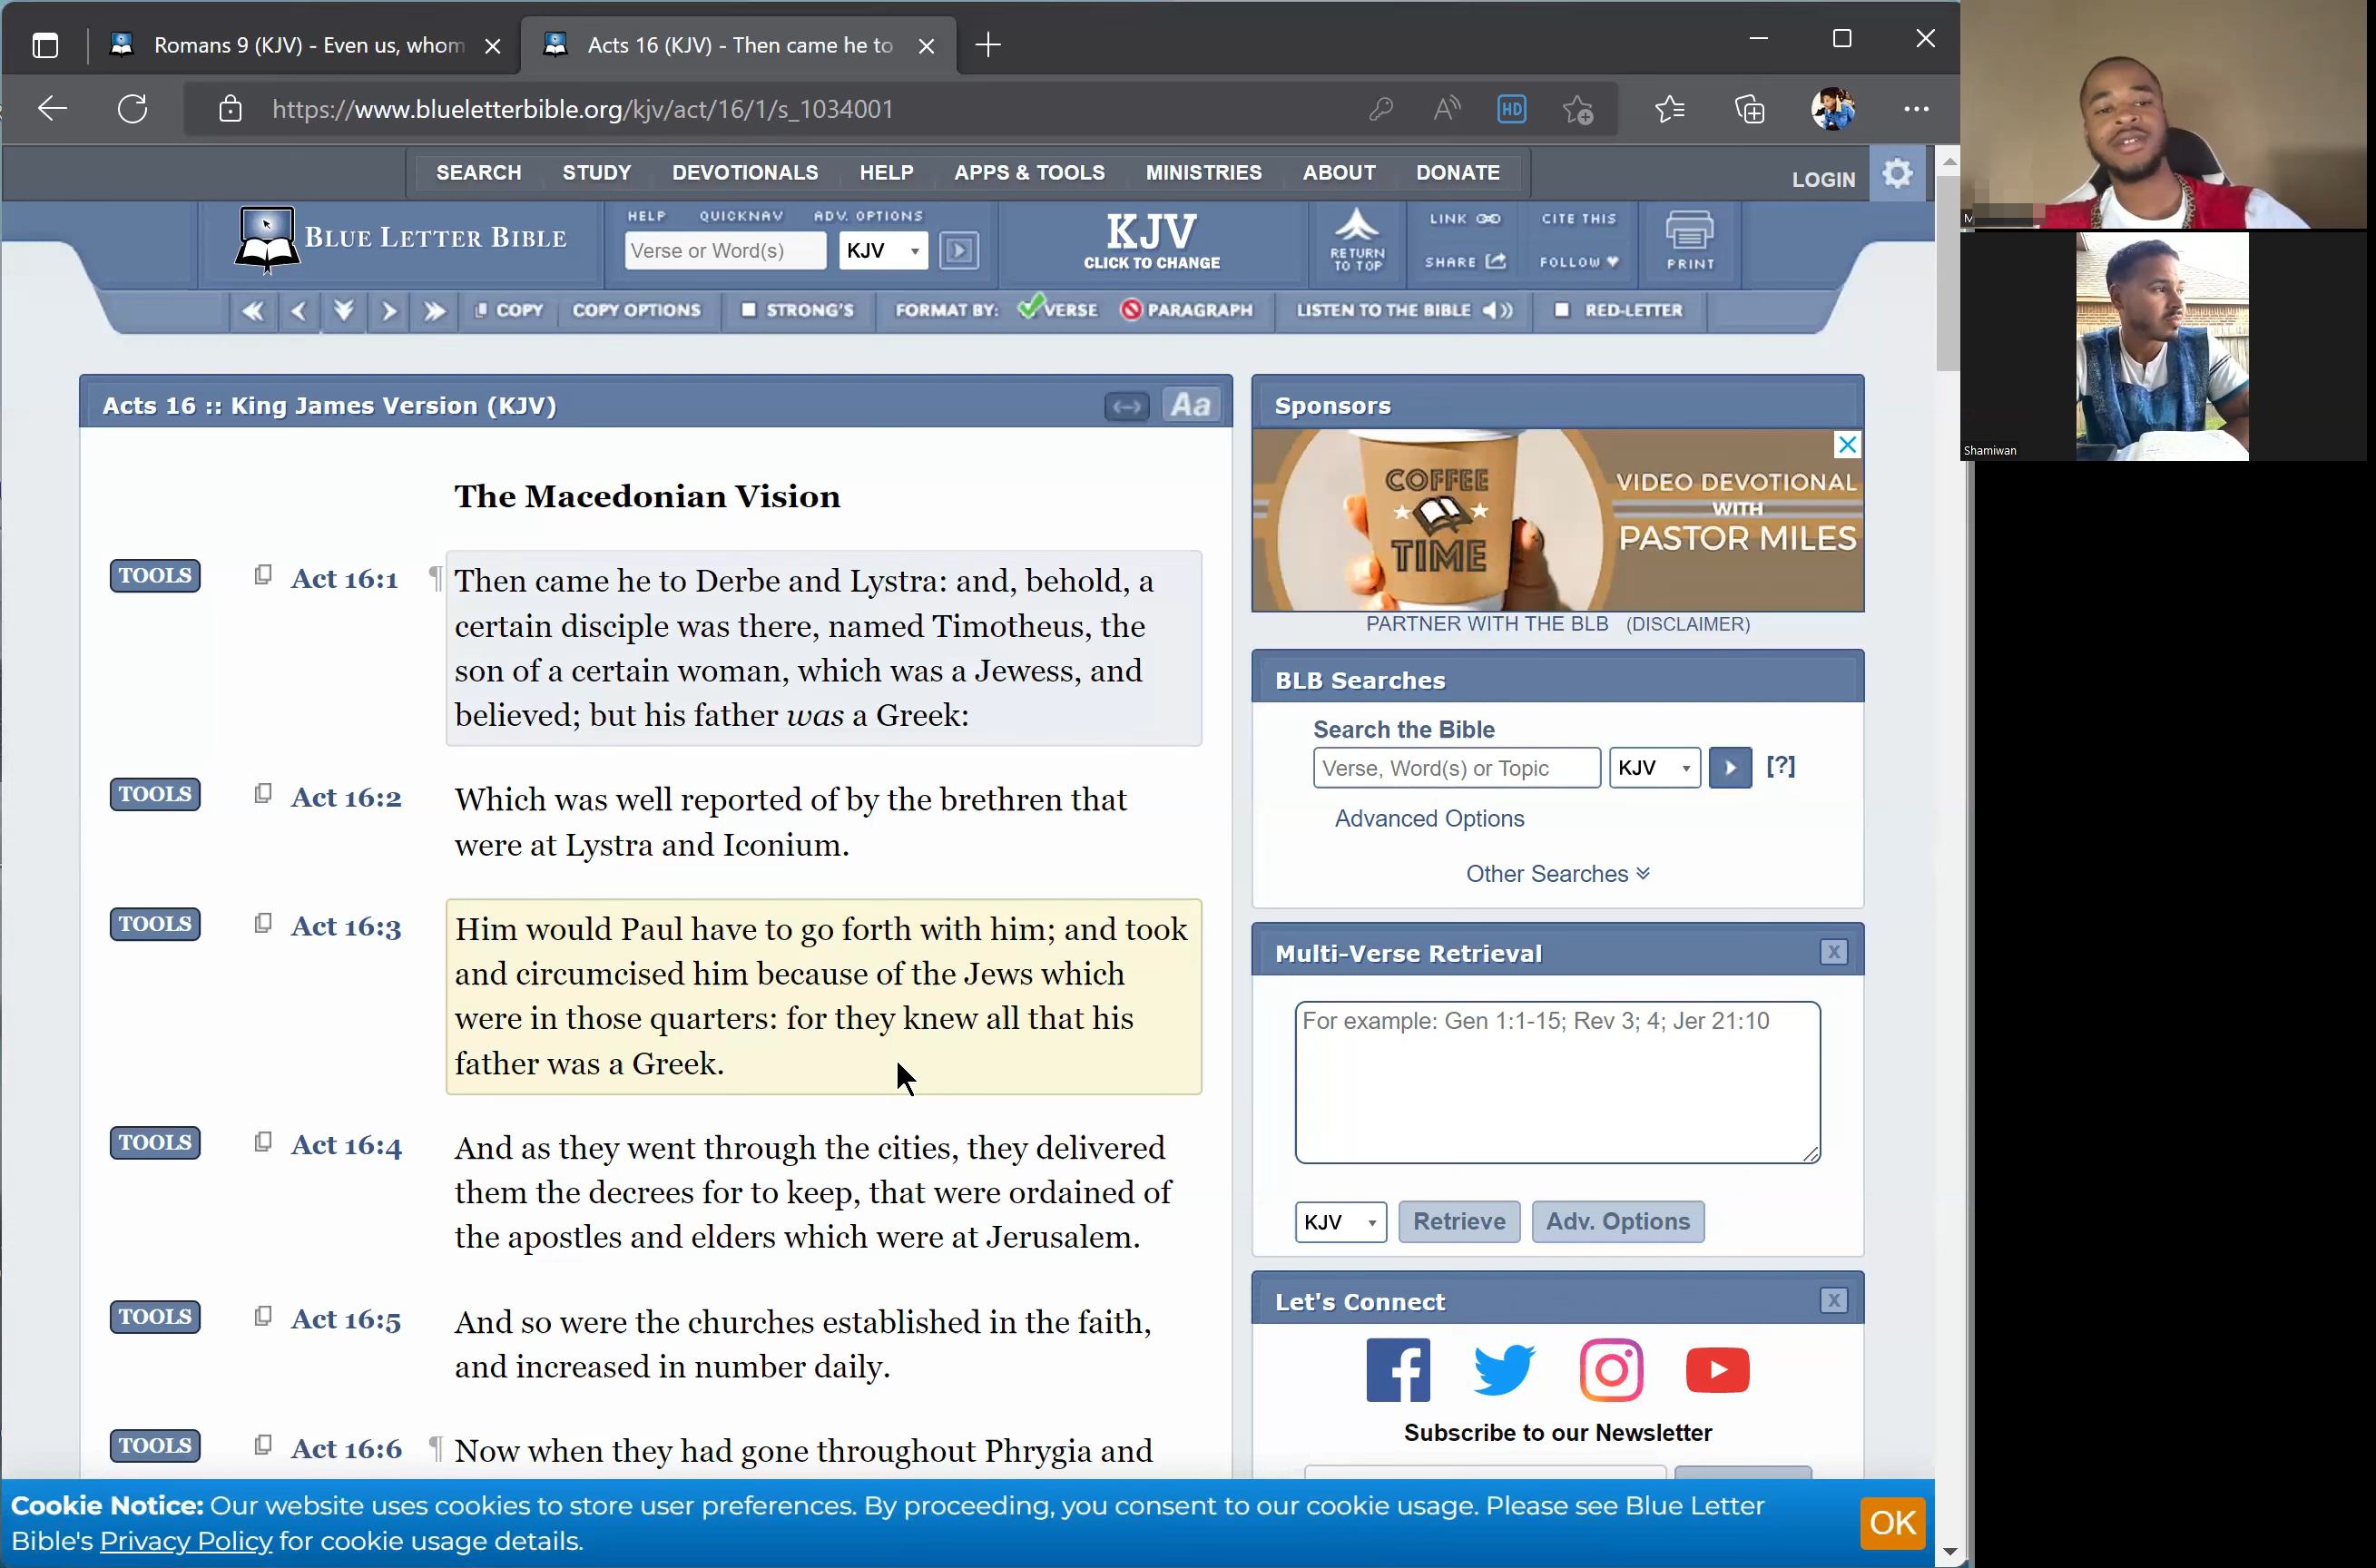 Romans 9 (KJV) - Even us, whom
Acts 16 (KJV) - Then came he to
https://www.blueletterbible.org/kjv/act/16/1/s_1034001
HD
SEARCH STUDY DEVOTIONALS HELP APPS & TOOLS MINISTRIES ABOUT DONATE
LOGIN
HELP QUICKNAV ADV. OPTIONS
BLUE LETTER BIBLE
Verse or Word(s)
KJV
KJV
CLICK TO CHANGE
RETURN
TO TOP
LINK
CITE THIS
SHARE
FOLLOW
PRINT
COPY
COPY OPTIONS
STRONG'S
FORMAT BY: VERSE PARAGRAPH
LISTEN TO THE BIBLE
RED-LETTER
Acts 16 :: King James Version (KJV)
Aa
The Macedonian Vision
TOOLS Act 16:1 ¶ Then came he to Derbe and Lystra: and, behold, a
certain disciple was there, named Timotheus, the
son of a certain woman, which was a Jewess, and
believed; but his father was a Greek:
TOOLS Act 16:2 Which was well reported of by the brethren that
were at Lystra and Iconium.
TOOLS Act 16:3 Him would Paul have to go forth with him; and took
and circumcised him because of the Jews which
were in those quarters: for they knew all that his
father was a Greek.
TOOLS Act 16:4 And as they went through the cities, they delivered
them the decrees for to keep, that were ordained of
the apostles and elders which were at Jerusalem.
TOOLS Act 16:5 And so were the churches established in the faith,
and increased in number daily.
TOOLS Act 16:6 ¶ Now when they had gone throughout Phrygia and
Sponsors
COFFEE
TIME
VIDEO DEVOTIONAL
WITH
PASTOR MILES
PARTNER WITH THE BLB (DISCLAIMER)
BLB Searches
Search the Bible
Verse, Word(s) or Topic
KJV
[?]
Advanced Options
Other Searches
Multi-Verse Retrieval
X
For example: Gen 1:1-15; Rev 3; 4; Jer 21:10
KJV
Retrieve
Adv. Options
Let's Connect
X
Subscribe to our Newsletter
Cookie Notice: Our website uses cookies to store user preferences. By proceeding, you consent to our cookie usage. Please see Blue Letter
Bible's Privacy Policy for cookie usage details.
OK
M
Shamiwan